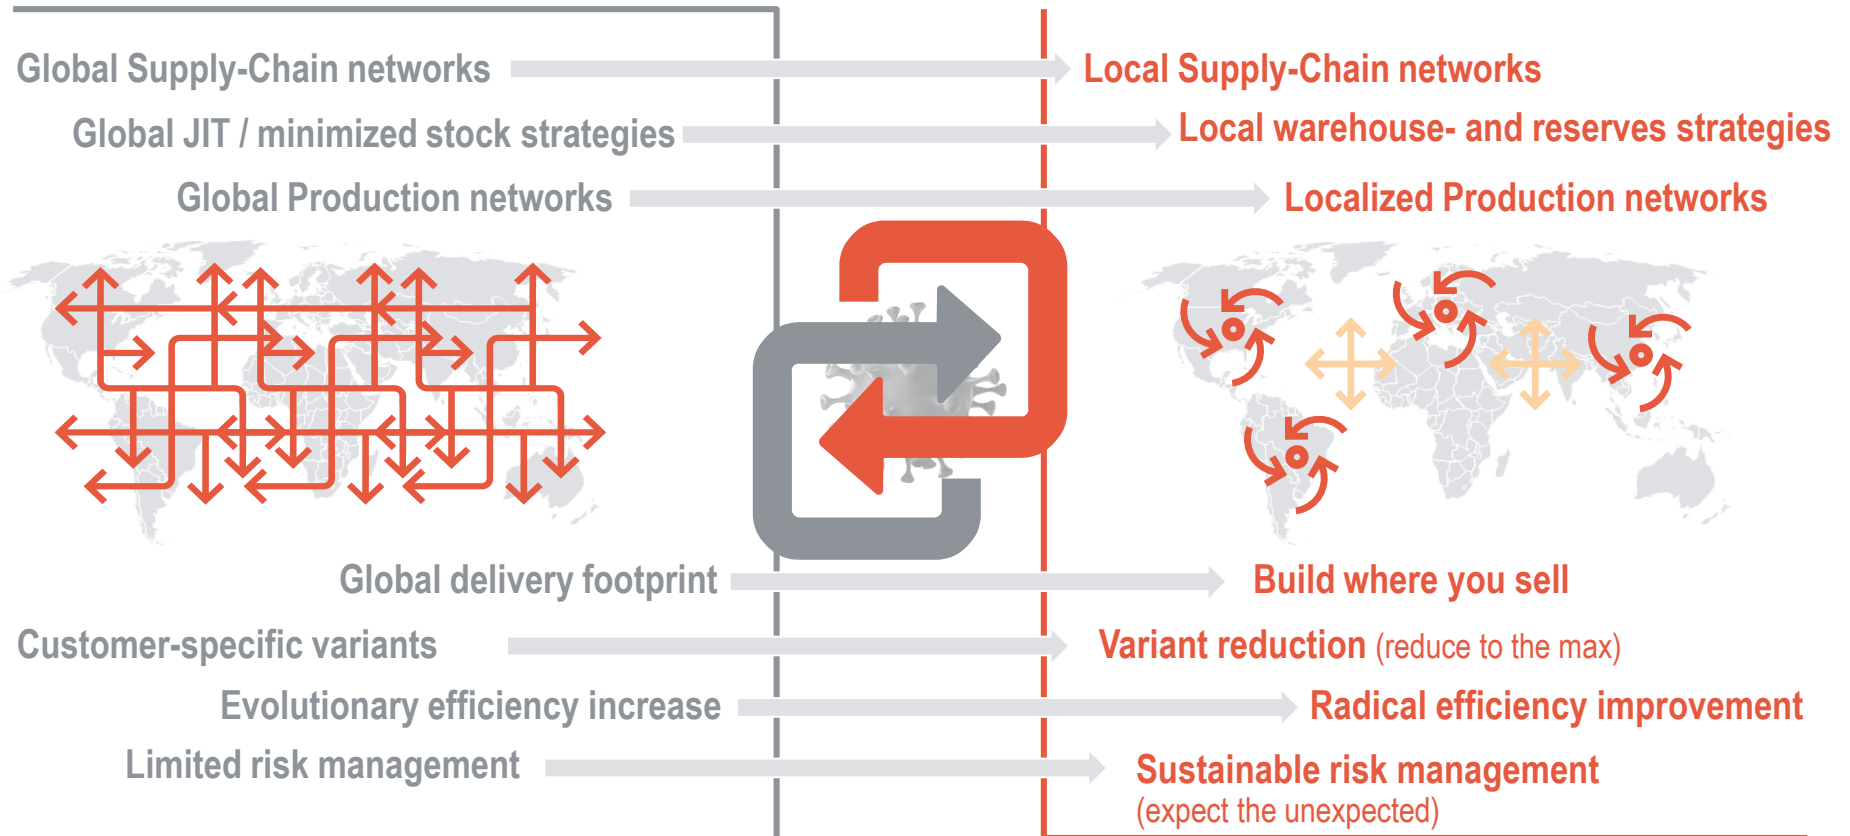 Global Supply-Chain networks
Local Supply-Chain networks
Global JIT / minimized stock strategies
Local warehouse- and reserves strategies
Global Production networks
Localized Production networks
Global delivery footprint
Build where you sell
Customer-specific variants
Variant reduction (reduce to the max)
Evolutionary efficiency increase
Radical efficiency improvement
Limited risk management
Sustainable risk management
(expect the unexpected)